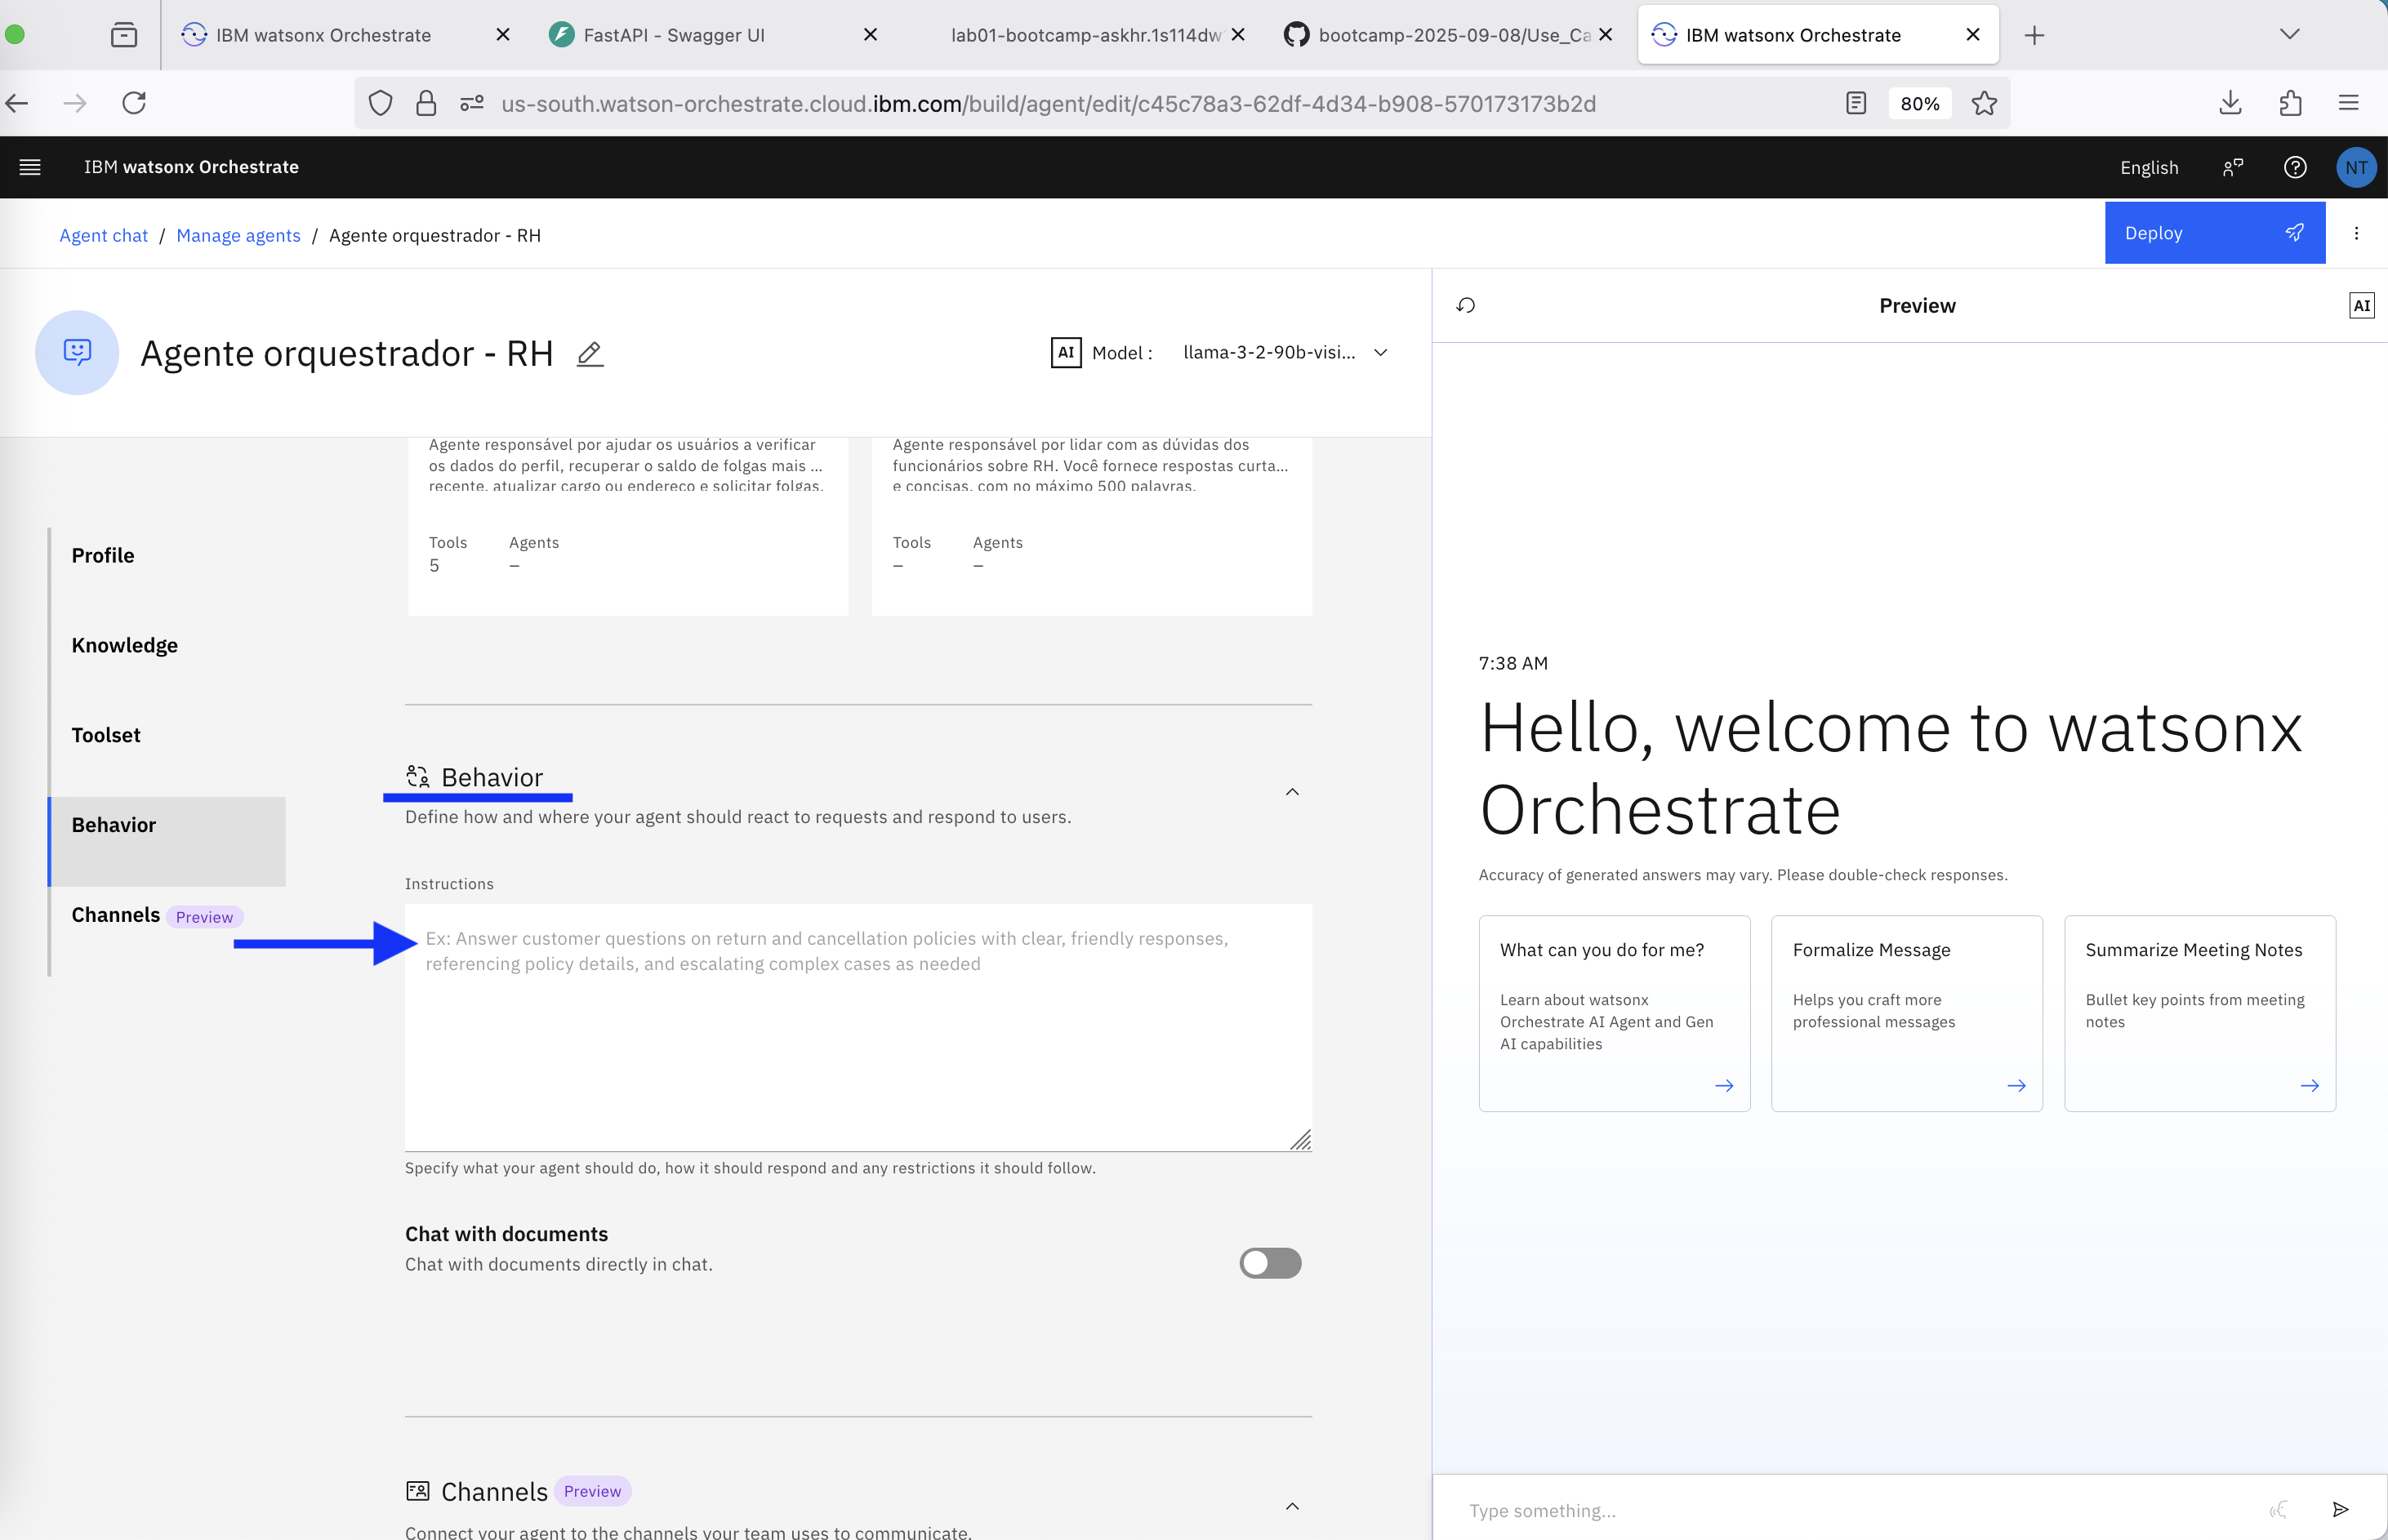 IBM watsonx Orchestrate
FastAPI - Swagger UI
lab01-bootcamp-askhr.1s114dw
bootcamp-2025-09-08/Use_Ca
IBM watsonx Orchestrate
us-south.watson-orchestrate.cloud.ibm.com/build/agent/edit/c45c78a3-62df-4d34-b908-570173173b2d
80%
IBM watsonx Orchestrate
English
NT
Agent chat / Manage agents / Agente orquestrador - RH
Deploy
Agente orquestrador - RH
AI Model :
llama-3-2-90b-visi...
Preview
AI
Agente responsável por ajudar os usuários a verificar
os dados do perfil, recuperar o saldo de folgas mais ...
recente, atualizar cargo ou endereço e solicitar folgas.
Tools
5
Agents
–
Agente responsável por lidar com as dúvidas dos
funcionários sobre RH. Você fornece respostas curta...
e concisas, com no máximo 500 palavras.
Tools
–
Agents
–
Profile
Knowledge
Toolset
Behavior
Channels Preview
Behavior
Define how and where your agent should react to requests and respond to users.
Instructions
Ex: Answer customer questions on return and cancellation policies with clear, friendly responses,
referencing policy details, and escalating complex cases as needed
Specify what your agent should do, how it should respond and any restrictions it should follow.
Chat with documents
Chat with documents directly in chat.
Channels Preview
Connect your agent to the channels your team uses to communicate.
7:38 AM
Hello, welcome to watsonx
Orchestrate
Accuracy of generated answers may vary. Please double-check responses.
What can you do for me?
Learn about watsonx
Orchestrate AI Agent and Gen
AI capabilities
Formalize Message
Helps you craft more
professional messages
Summarize Meeting Notes
Bullet key points from meeting
notes
Type something...